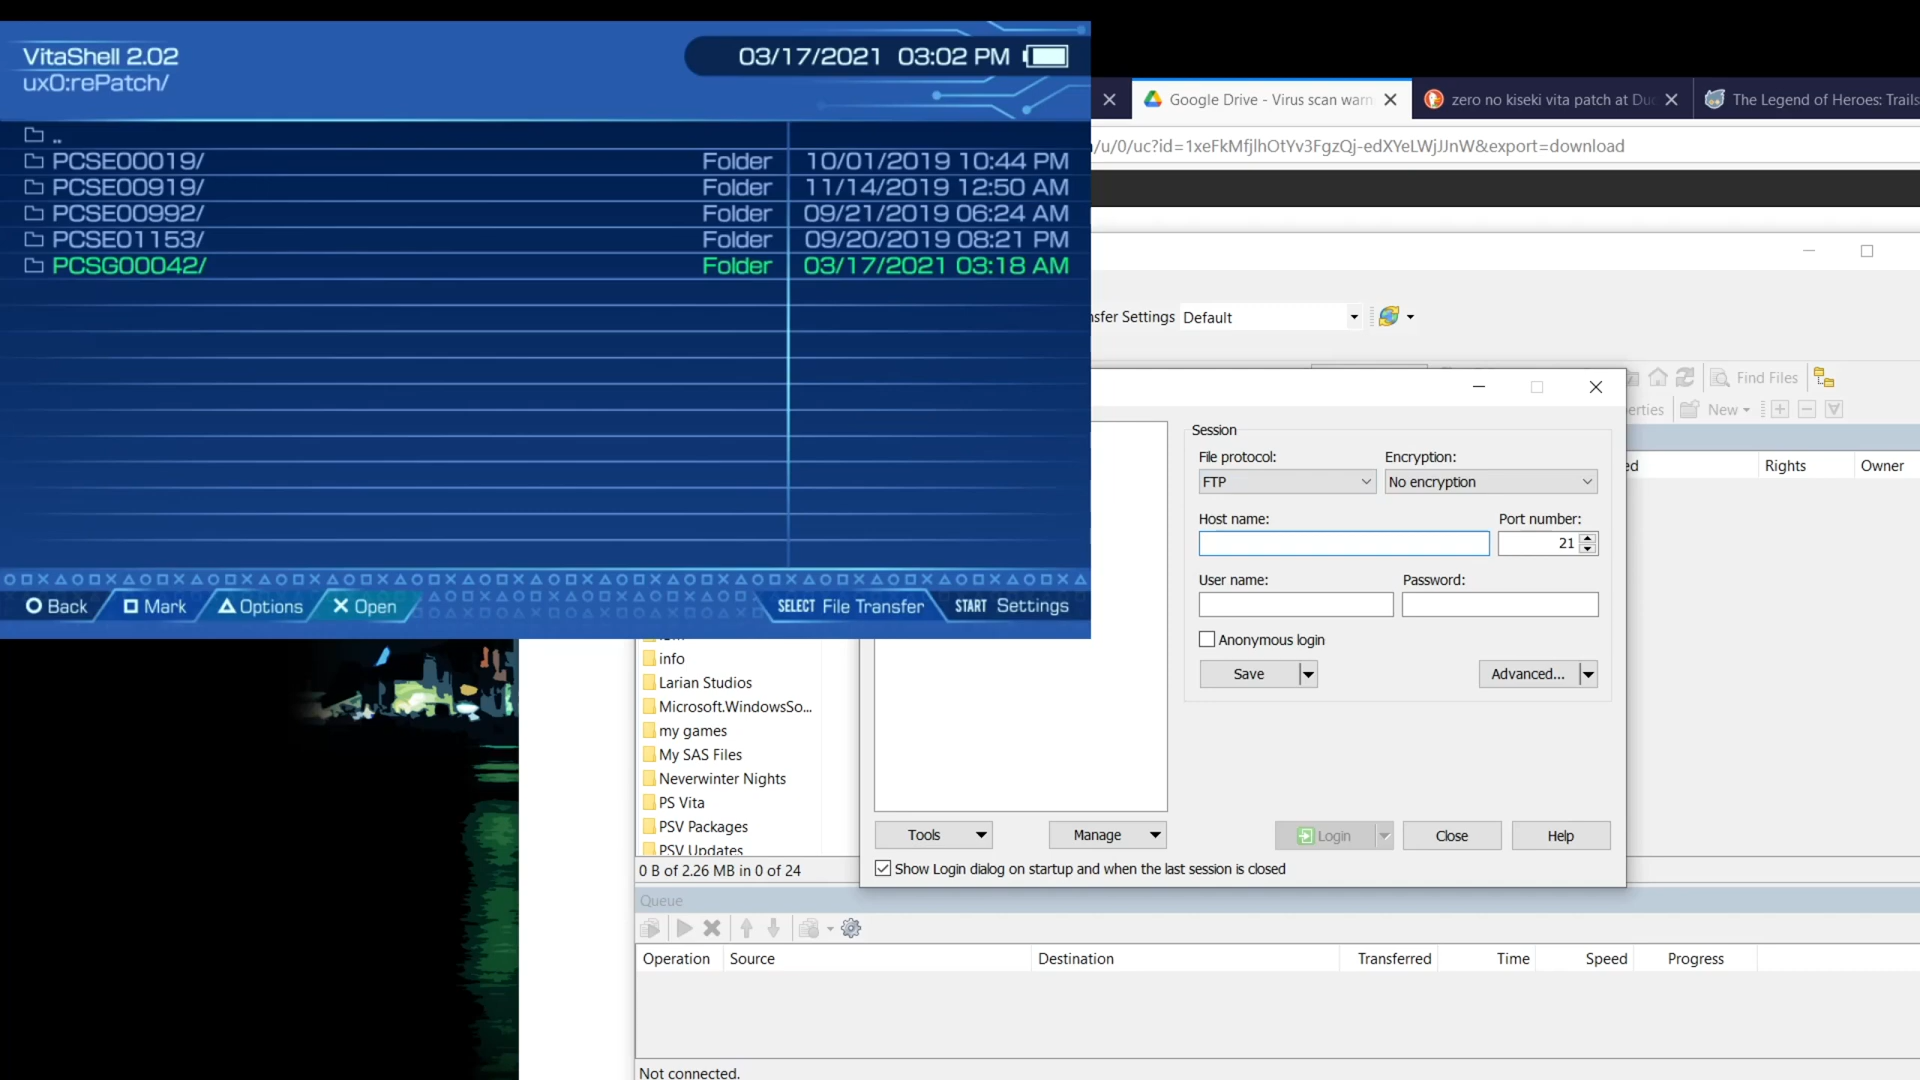 VitaShell 2.02
03/17/2021 03:02 PM
ux0:rePatch/
..
PCSE00019/ Folder 10/01/2019 10:44 PM
PCSE00919/ Folder 11/14/2019 12:50 AM
PCSE00992/ Folder 09/21/2019 06:24 AM
PCSE01153/ Folder 09/20/2019 08:21 PM
PCSG00042/ Folder 03/17/2021 03:18 AM
Back Mark Options Open SELECT File Transfer START Settings
Google Drive - Virus scan warn
zero no kiseki vita patch at Du
The Legend of Heroes: Trails
/u/0/uc?id=1xeFkMfjlhOtYv3FgzQj-edXYeLWjJJnW&export=download
nsfer Settings Default
Find Files
erties New
ed Rights Owner
Session
File protocol: Encryption:
FTP No encryption
Host name: Port number:
21
User name: Password:
Anonymous login
Save Advanced...
Tools Manage Login Close Help
Show Login dialog on startup and when the last session is closed
info
Larian Studios
Microsoft.WindowsSo...
my games
My SAS Files
Neverwinter Nights
PS Vita
PSV Packages
PSV Updates
0 B of 2.26 MB in 0 of 24
Queue
Operation Source Destination Transferred Time Speed Progress
Not connected.